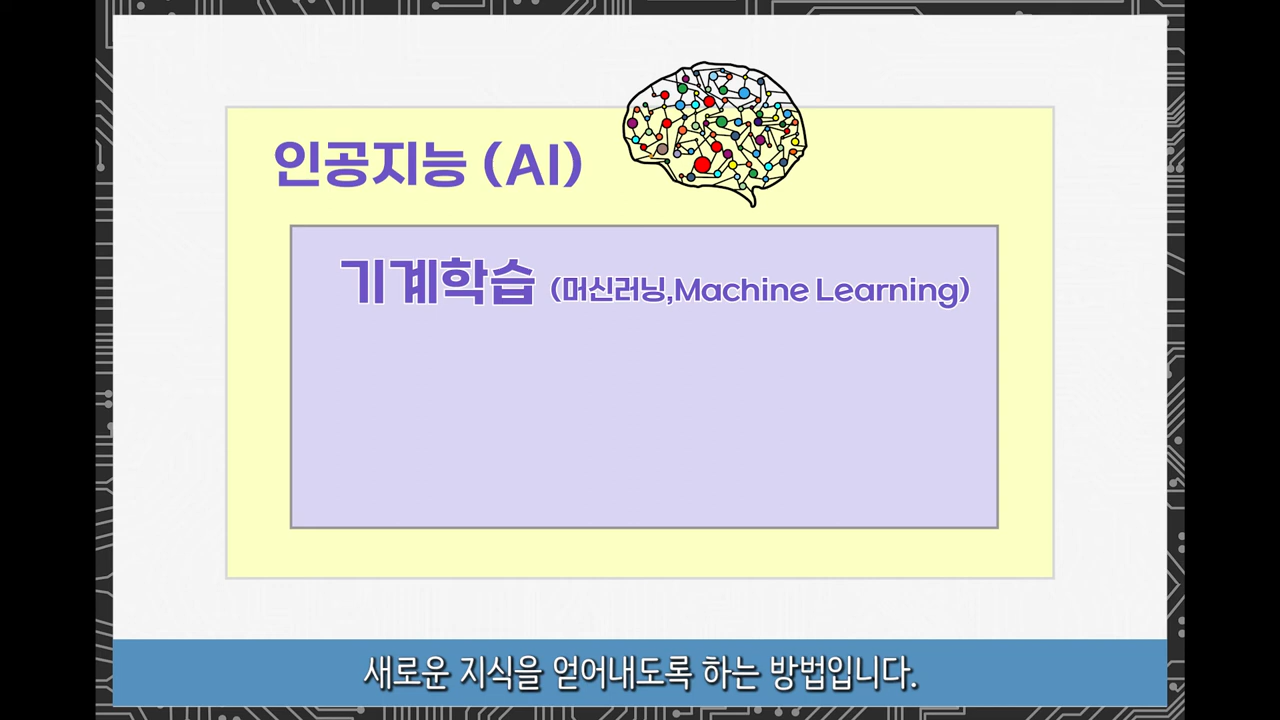 인공지능 (AI)
기계학습 (머신러닝,Machine Learning)
새로운 지식을 얻어내도록 하는 방법입니다.